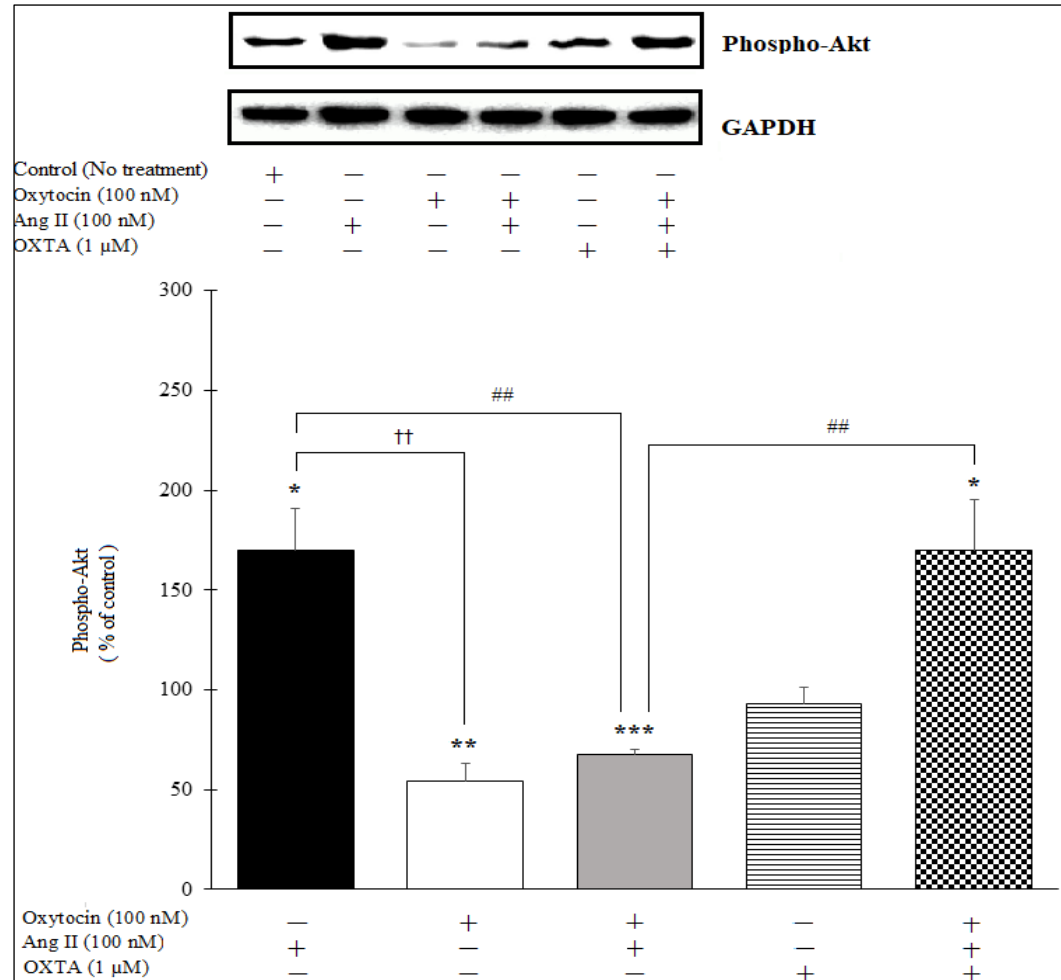 Phospho-Akt
GAPDH
Control (No treatment) + — — — — —
Oxytocin (100 nM) — — + + — +
Ang II (100 nM) — + — + — +
OXTA (1 µM) — — — — + +
300
250
200
150
100
50
0
Phospho-Akt
( % of control)
##
††
##
*
*
**
***
Oxytocin (100 nM) — + + — +
Ang II (100 nM) + — + — +
OXTA (1 µM) — — — + +